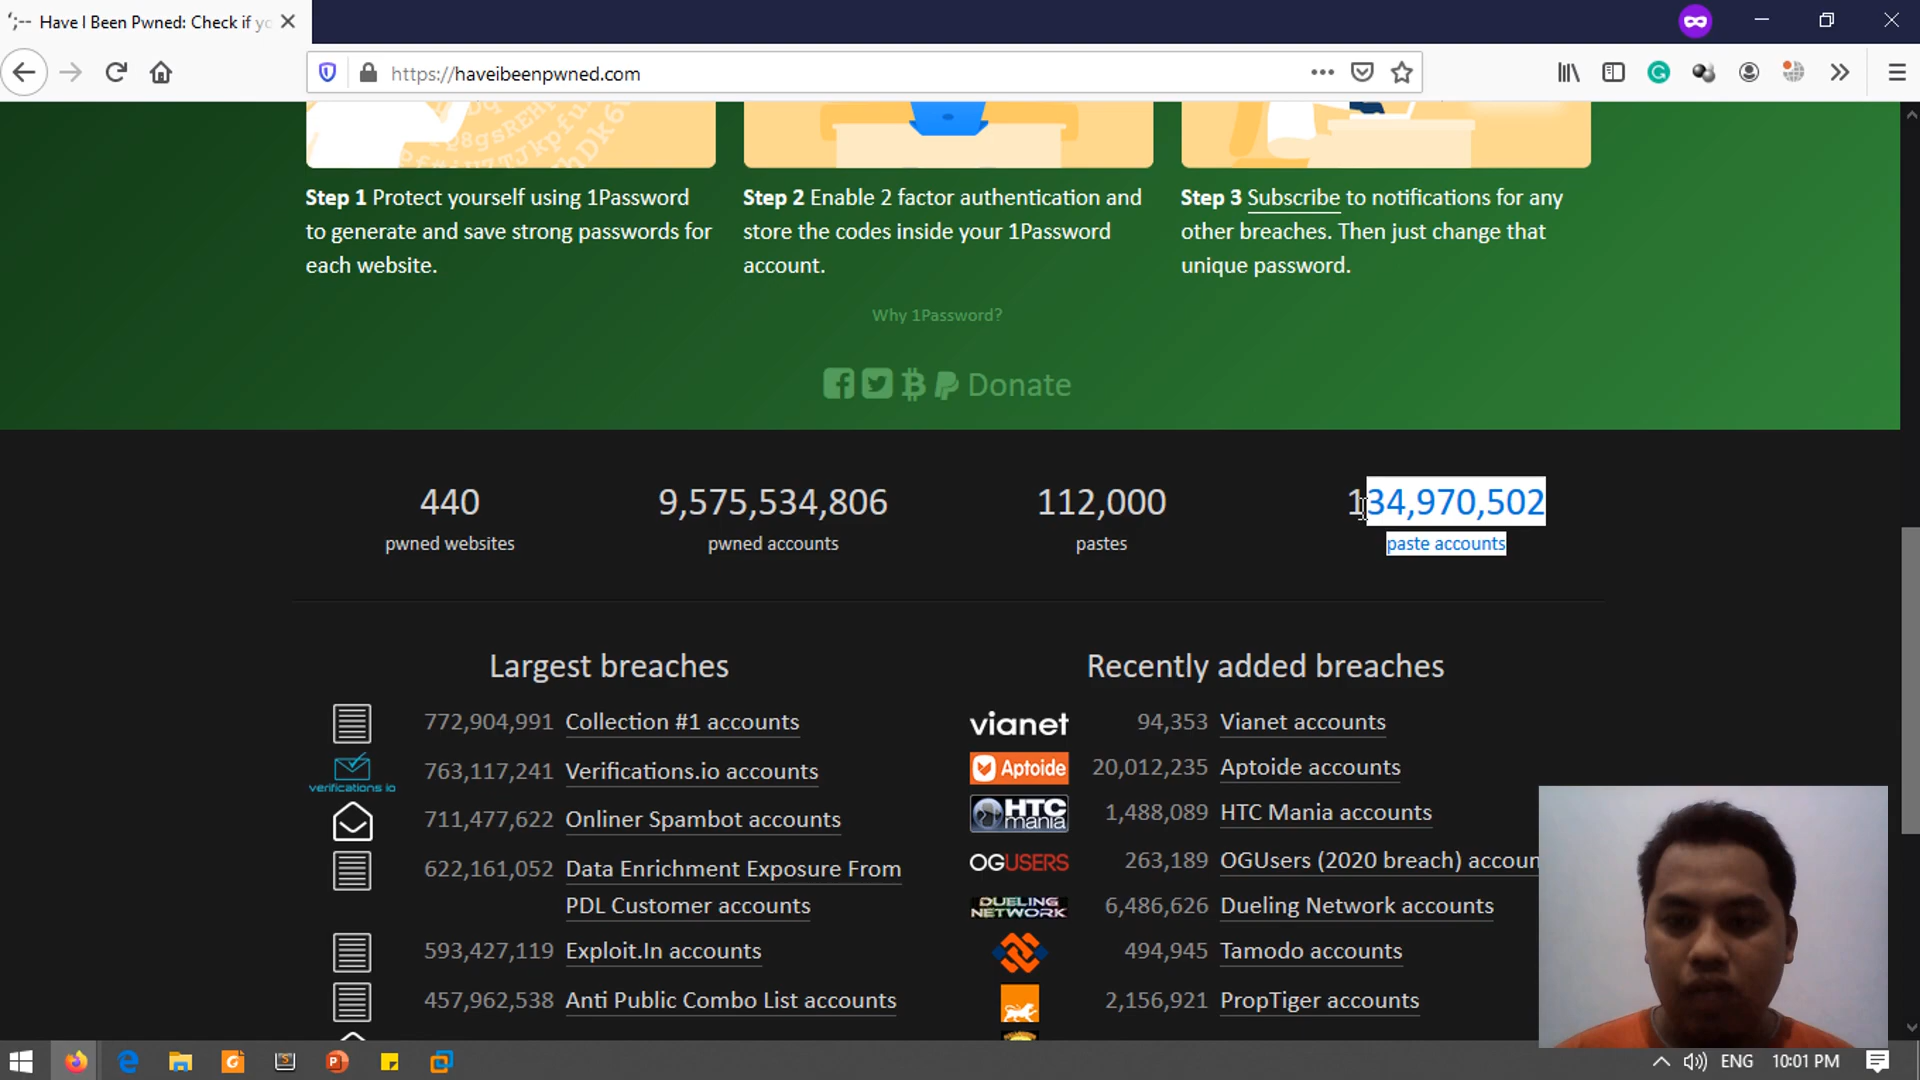 Have I Been Pwned: Check if yo
https://haveibeenpwned.com
Step 1 Protect yourself using 1Password
to generate and save strong passwords for
each website.
Step 2 Enable 2 factor authentication and
store the codes inside your 1Password
account.
Step 3 Subscribe to notifications for any
other breaches. Then just change that
unique password.
Why 1Password?
Donate
440
pwned websites
9,575,534,806
pwned accounts
112,000
pastes
134,970,502
paste accounts
Largest breaches
772,904,991 Collection #1 accounts
verifications io
763,117,241 Verifications.io accounts
711,477,622 Onliner Spambot accounts
622,161,052 Data Enrichment Exposure From
PDL Customer accounts
593,427,119 Exploit.In accounts
457,962,538 Anti Public Combo List accounts
Recently added breaches
vianet 94,353 Vianet accounts
Aptoide 20,012,235 Aptoide accounts
HTC mania 1,488,089 HTC Mania accounts
OGUSERS 263,189 OGUsers (2020 breach) accoun
DUELING NETWORK 6,486,626 Dueling Network accounts
494,945 Tamodo accounts
2,156,921 PropTiger accounts
ENG 10:01 PM